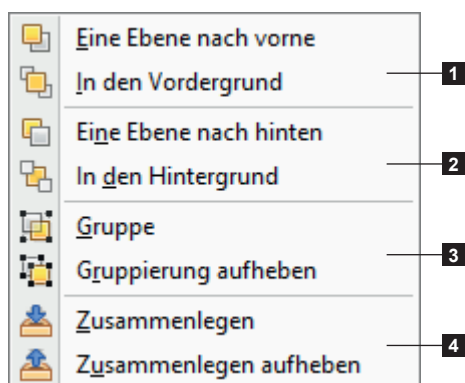 Eine Ebene nach vorne
In den Vordergrund
1
Eine Ebene nach hinten
In den Hintergrund
2
Gruppe
Gruppierung aufheben
3
Zusammenlegen
Zusammenlegen aufheben
4